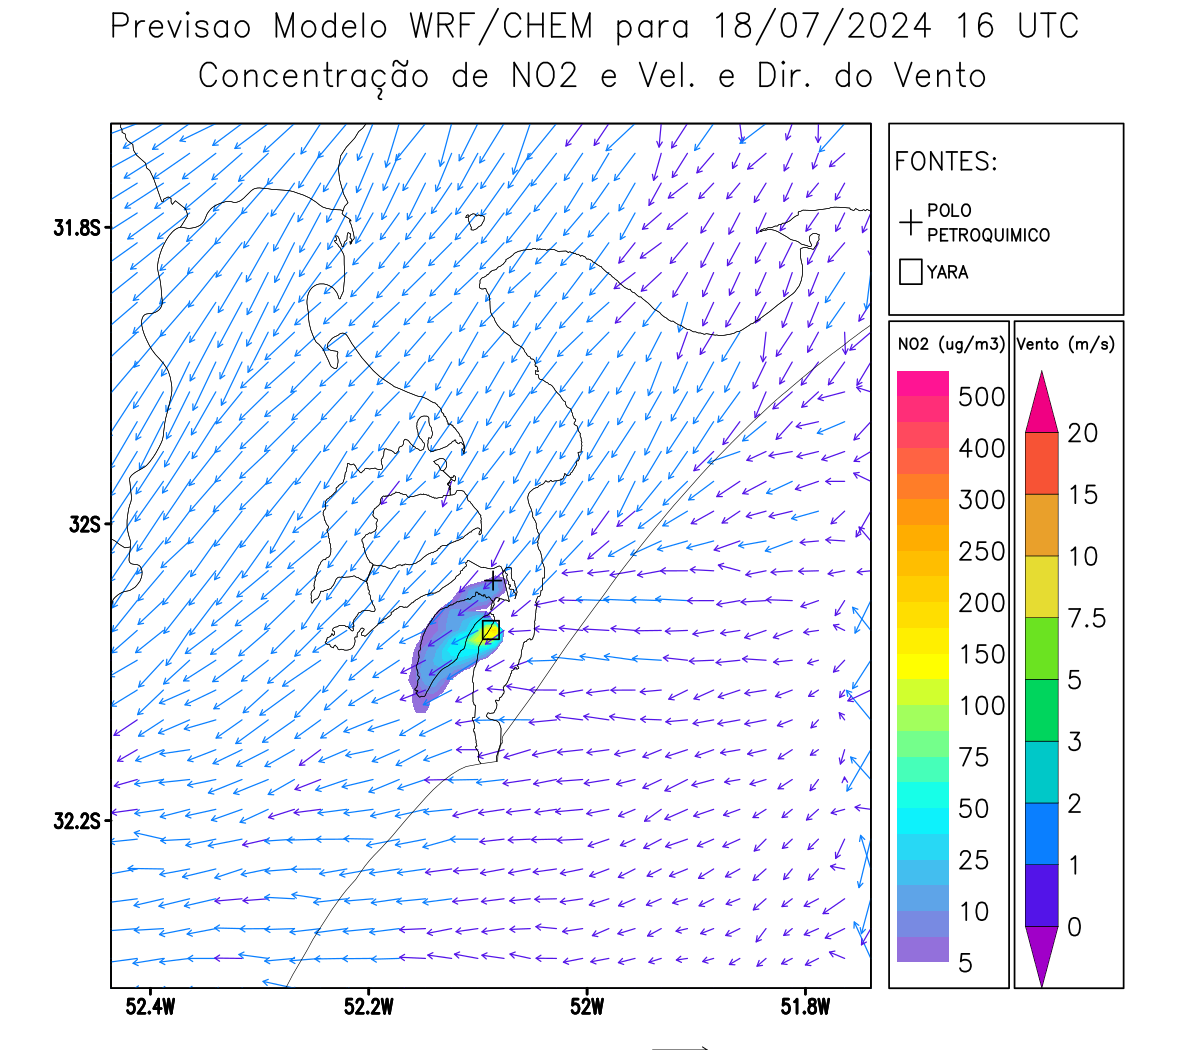 Previsao Modelo WRF/CHEM para 18/07/2024 16 UTC
Concentração de NO2 e Vel. e Dir. do Vento
FONTES:
POLO
PETROQUIMICO
YARA
NO2 (ug/m3)
500
400
300
250
200
150
100
75
50
25
10
5
Vento (m/s)
20
15
10
7.5
5
3
2
1
0
31.8S
32S
32.2S
52.4W
52.2W
52W
51.8W